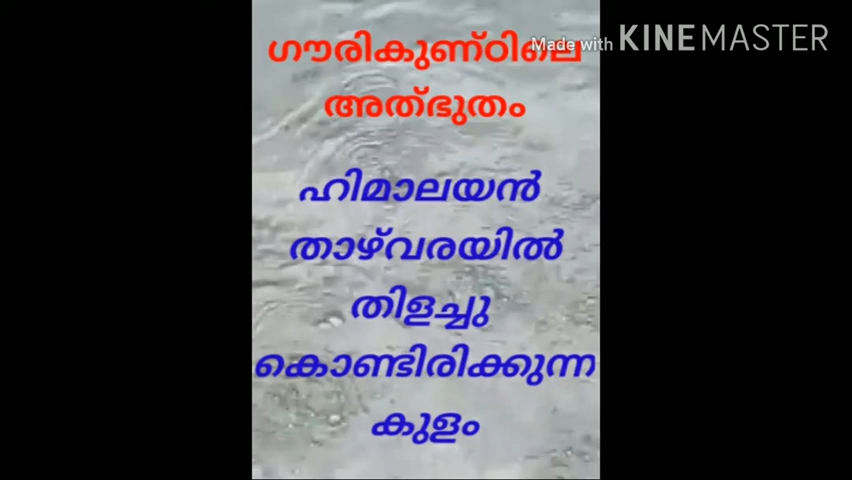 Made with KINEMASTER
ഗൗരികുണ്ഠിലെ
അത്ഭുതം
ഹിമാലയൻ
താഴ്‌വരയിൽ
തിളച്ചു
കൊണ്ടിരിക്കുന്ന
കുളം